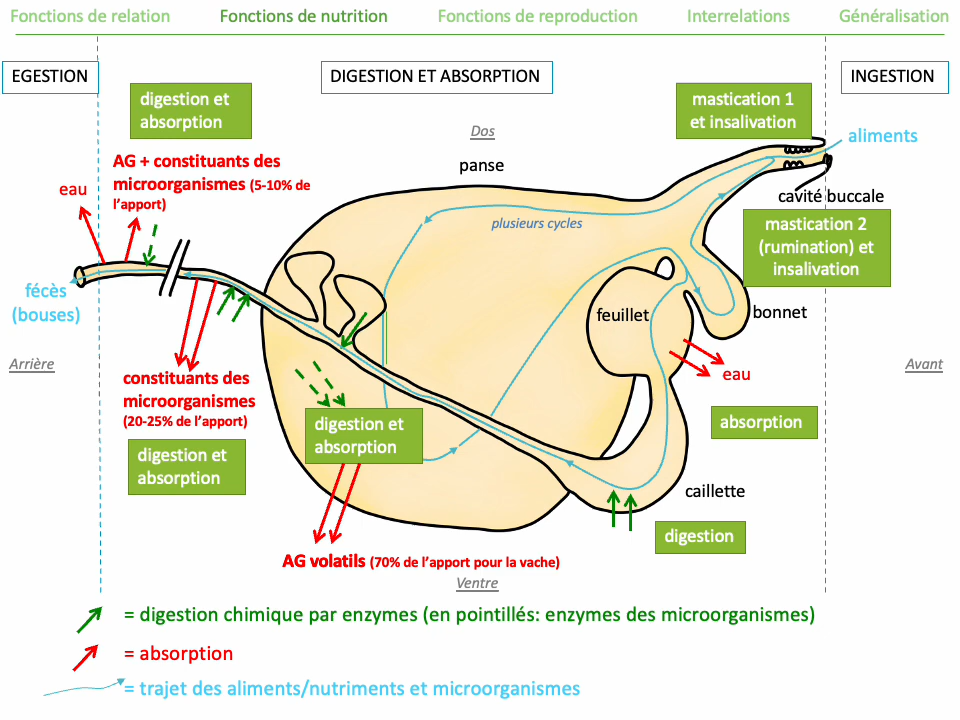 Fonctions de relation
Fonctions de nutrition
Fonctions de reproduction
Interrelations
Généralisation
EGESTION
DIGESTION ET ABSORPTION
INGESTION
digestion et
absorption
mastication 1
et insalivation
Dos
aliments
panse
AG + constituants des
microorganismes (5-10% de
l'apport)
eau
cavité buccale
plusieurs cycles
mastication 2
(rumination) et
insalivation
fécès
(bouses)
feuillet
bonnet
Arrière
Avant
constituants des
microorganismes
(20-25% de l'apport)
eau
digestion et
absorption
absorption
digestion et
absorption
caillette
digestion
AG volatils (70% de l'apport pour la vache)
Ventre
= digestion chimique par enzymes (en pointillés: enzymes des microorganismes)
= absorption
= trajet des aliments/nutriments et microorganismes